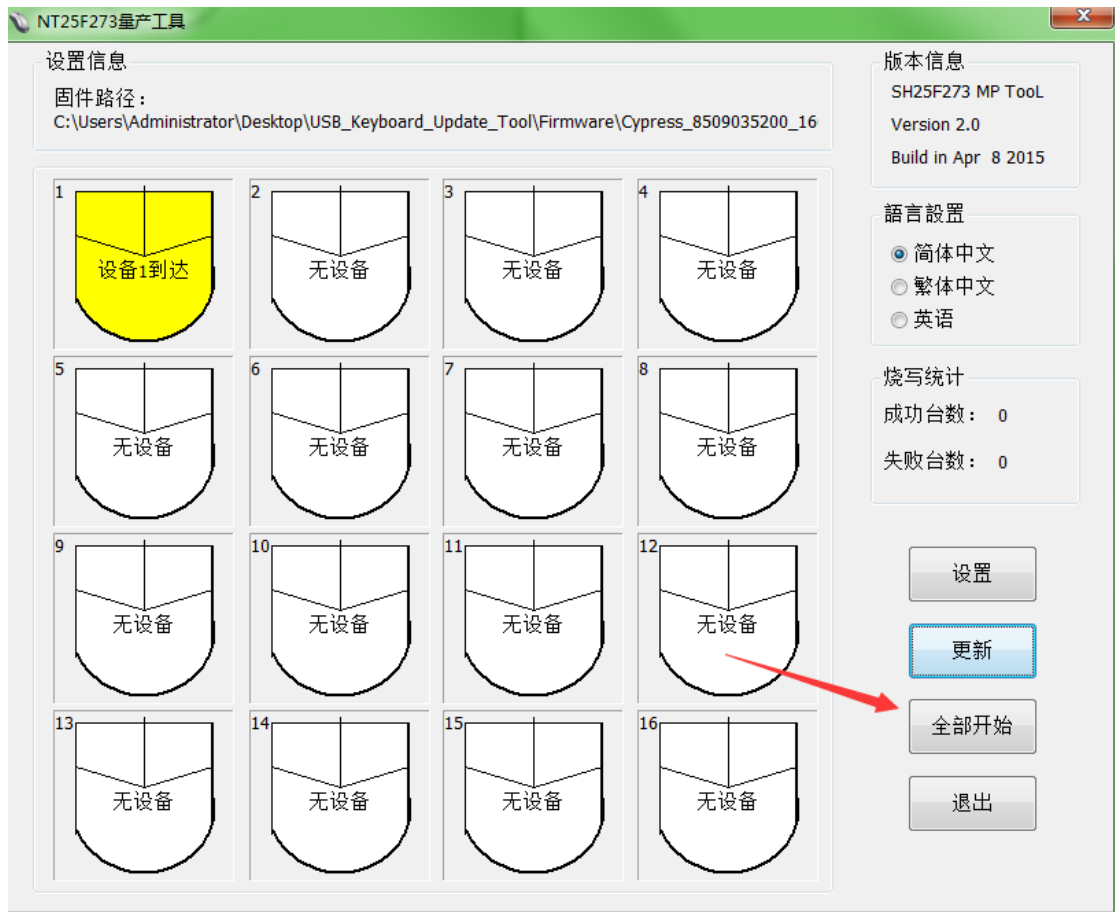 NT25F273量产工具
设置信息
固件路径：
C:\Users\Administrator\Desktop\USB_Keyboard_Update_Tool\Firmware\Cypress_8509035200_16
1
设备1到达
2
无设备
3
无设备
4
无设备
5
无设备
6
无设备
7
无设备
8
无设备
9
无设备
10
无设备
11
无设备
12
无设备
13
无设备
14
无设备
15
无设备
16
无设备
版本信息
SH25F273 MP TooL
Version 2.0
Build in Apr 8 2015
語言設置
简体中文
繁体中文
英语
烧写统计
成功台数： 0
失败台数： 0
设置
更新
全部开始
退出